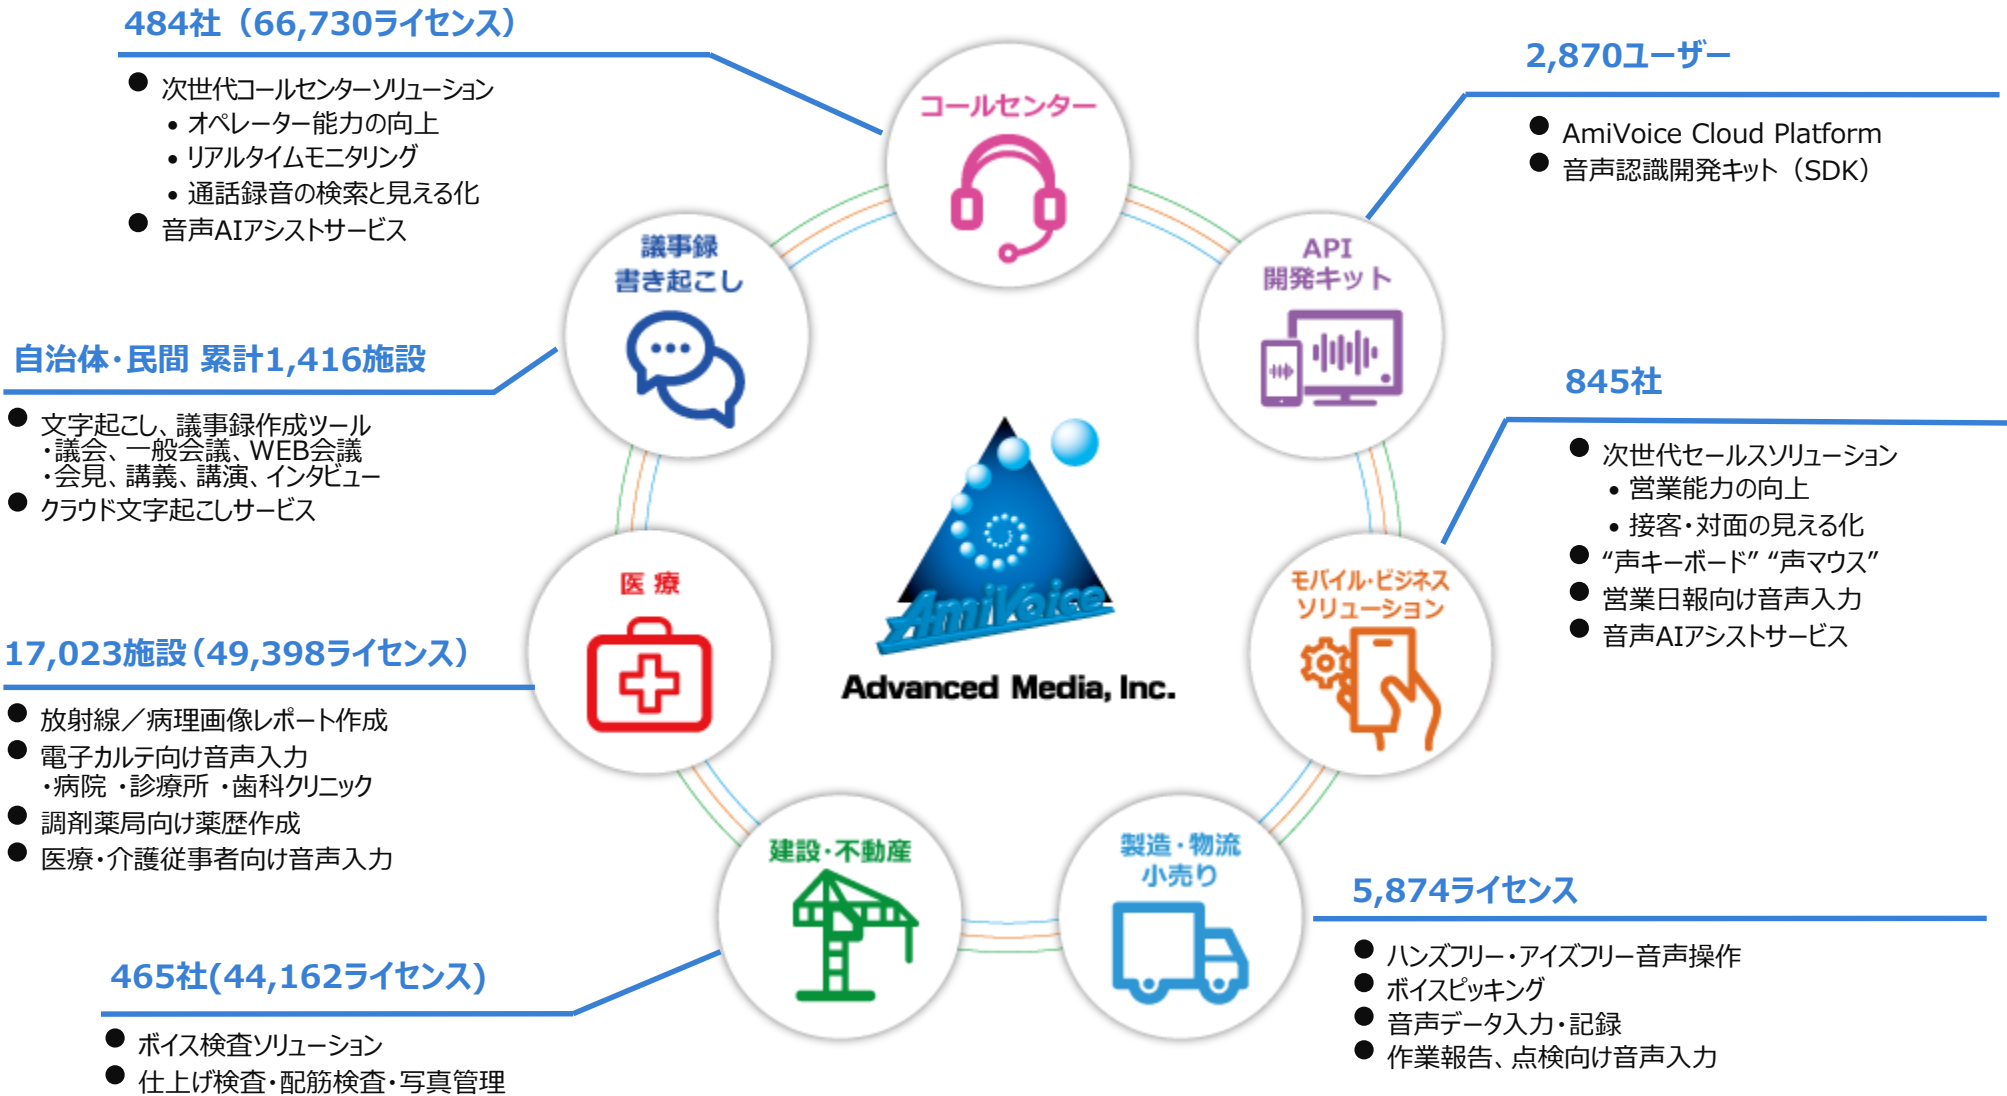 484社（66,730ライセンス）
● 次世代コールセンターソリューション
• オペレーター能力の向上
• リアルタイムモニタリング
• 通話録音の検索と見える化
● 音声AIアシストサービス
コールセンター
2,870ユーザー
● AmiVoice Cloud Platform
● 音声認識開発キット（SDK）
API
開発キット
議事録
書き起こし
自治体・民間 累計1,416施設
● 文字起こし、議事録作成ツール
・議会、一般会議、WEB会議
・会見、講義、講演、インタビュー
● クラウド文字起こしサービス
845社
● 次世代セールスソリューション
• 営業能力の向上
• 接客・対面の見える化
● “声キーボード” “声マウス”
● 営業日報向け音声入力
● 音声AIアシストサービス
モバイル・ビジネス
ソリューション
AmiVoice
Advanced Media, Inc.
医療
17,023施設（49,398ライセンス）
● 放射線／病理画像レポート作成
● 電子カルテ向け音声入力
・病院 ・診療所 ・歯科クリニック
● 調剤薬局向け薬歴作成
● 医療・介護従事者向け音声入力
建設・不動産
465社(44,162ライセンス)
● ボイス検査ソリューション
● 仕上げ検査・配筋検査・写真管理
製造・物流
小売り
5,874ライセンス
● ハンズフリー・アイズフリー音声操作
● ボイスピッキング
● 音声データ入力・記録
● 作業報告、点検向け音声入力